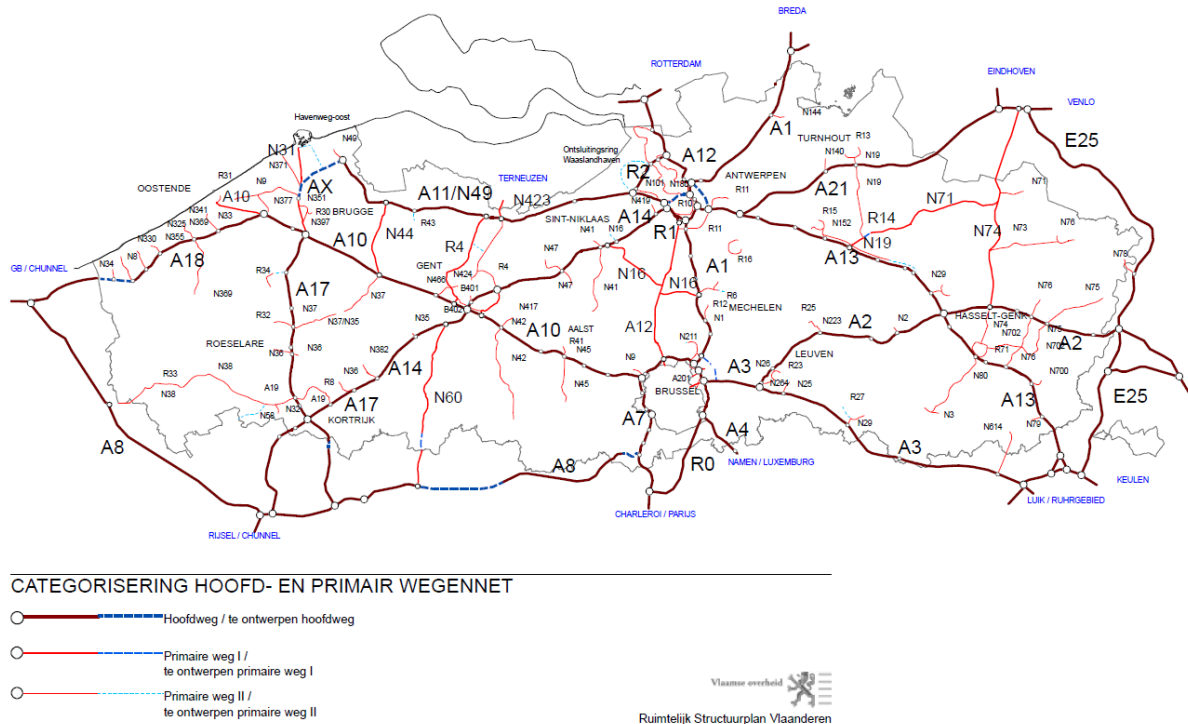 BREDA
ROTTERDAM
EINDHOVEN
VENLO
E25
N144
A1
Havenweg-oost
N49
N31
N371
Ontsluitingsring
Waaslandhaven
A12
TURNHOUT
R13
N140
N19
R31
N9
AX
TERNEUZEN
R2
N101
ANTWERPEN
R11
A21
N19
OOSTENDE
A10
N377
N351
A11/N49
N423
SINT-NIKLAAS
N419
A14
N71
N71
N341
N33
R30
BRUGGE
N397
R43
N41
N16
R1
R11
R15
N152
R14
N76
N325
N369
N355
A10
N44
R4
N19
N74
N73
N330
A18
GENT
N47
A1
R16
A13
N78
GB / CHUNNEL
N34
N8
R34
N466
N424
R4
N16
N29
N369
A17
N37
B401
N47
N41
N16
R6
MECHELEN
N76
N75
N37
B402
N417
R12
N1
R25
HASSELT-GENK
R32
N37/N35
N35
N42
A10
AALST
R41
A12
N223
A2
N2
N74
N702
N75
ROESELARE
N36
N36
N382
N42
N45
N211
LEUVEN
R71
N76
N702
A2
R33
N38
N36
A14
N45
N9
A201
BRUSSEL
A3
N26
R23
N264
N25
N80
N700
N38
A19
R8
A19
N32
A17
N60
R27
A13
E25
N58
KORTRIJK
A7
A4
N29
N3
N614
N79
A8
A8
R0
NAMEN / LUXEMBURG
A3
KEULEN
RIJSEL / CHUNNEL
CHARLEROI / PARIJS
LUIK / RUHRGEBIED
CATEGORISERING HOOFD- EN PRIMAIR WEGENNET
Hoofdweg / te ontwerpen hoofdweg
Primaire weg I /
te ontwerpen primaire weg I
Primaire weg II /
te ontwerpen primaire weg II
Vlaamse overheid
Ruimtelijk Structuurplan Vlaanderen